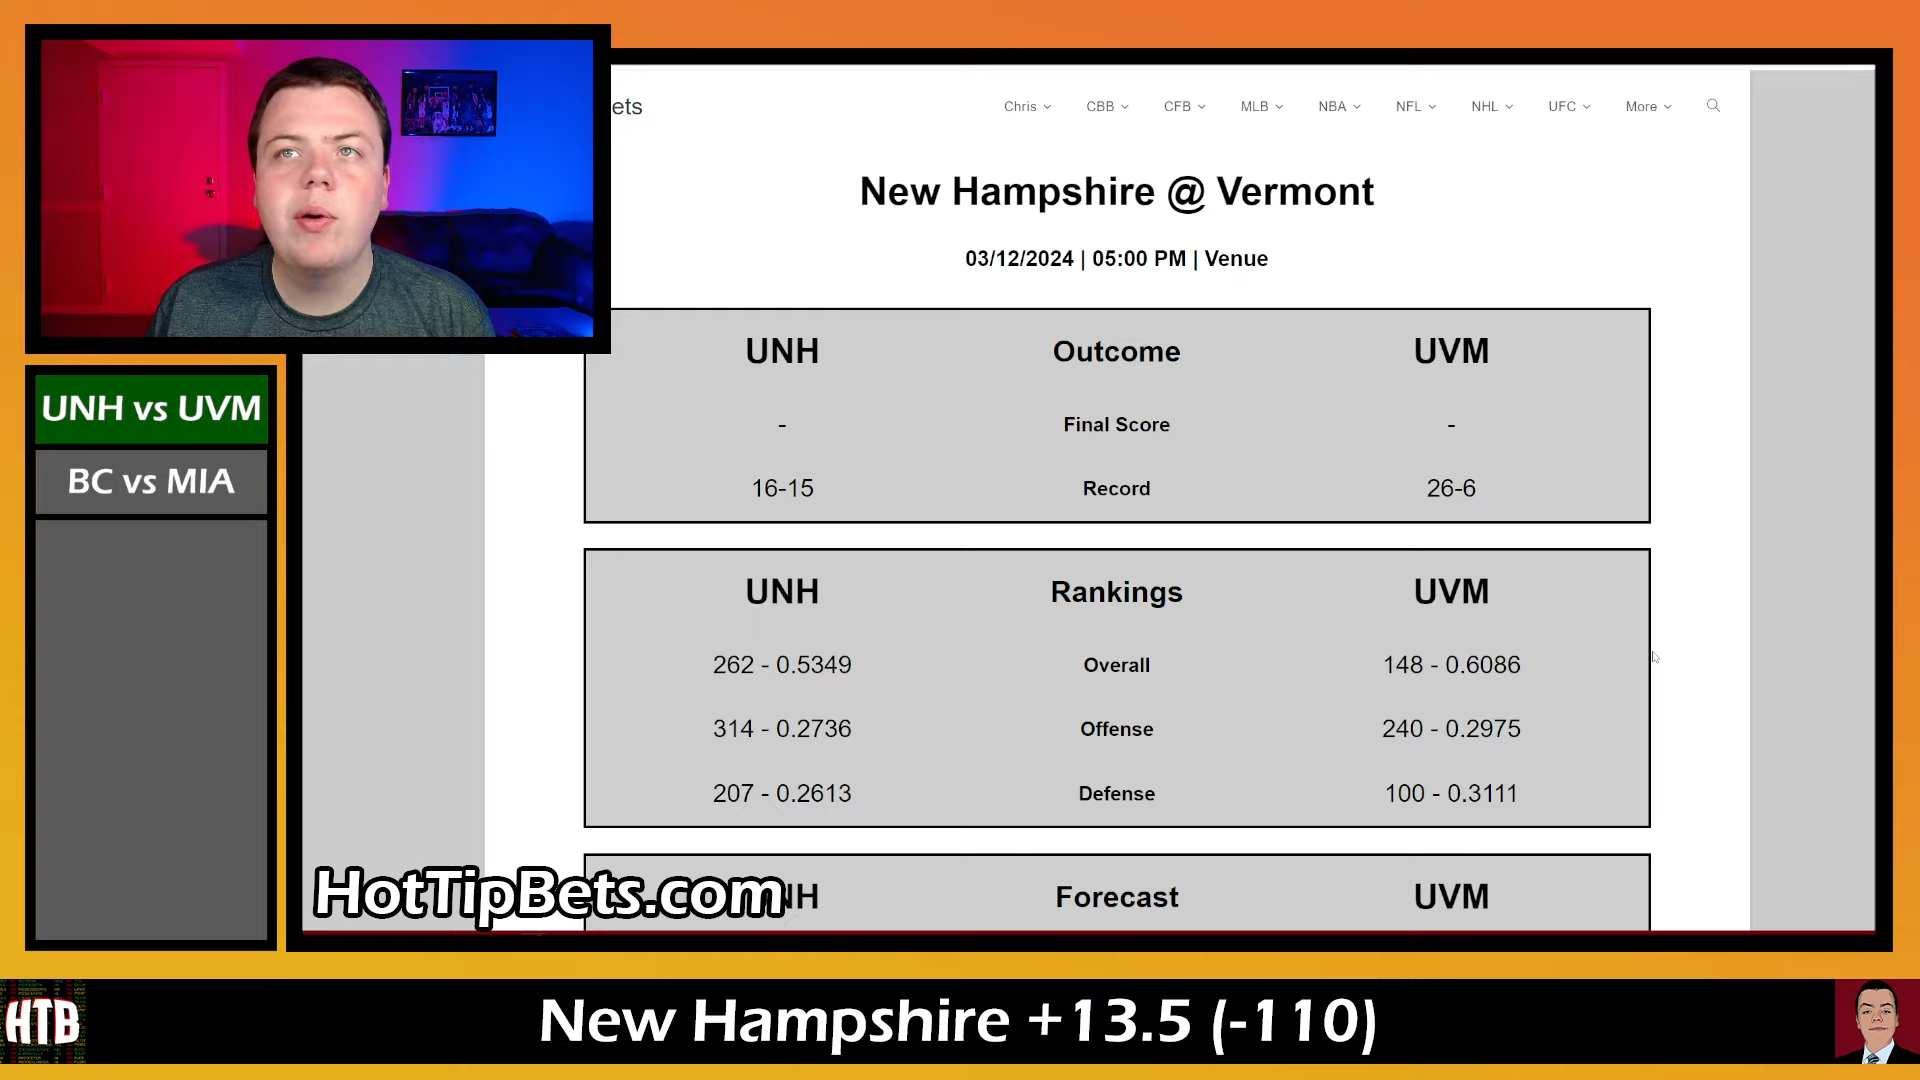 ets
Chris CBB CFB MLB NBA NFL NHL UFC More
New Hampshire @ Vermont
03/12/2024 | 05:00 PM | Venue
UNH Outcome UVM
- Final Score -
16-15 Record 26-6
UNH Rankings UVM
262 - 0.5349 Overall 148 - 0.6086
314 - 0.2736 Offense 240 - 0.2975
207 - 0.2613 Defense 100 - 0.3111
NH Forecast UVM
UNH vs UVM
BC vs MIA
HotTipBets.com
HTB
New Hampshire +13.5 (-110)